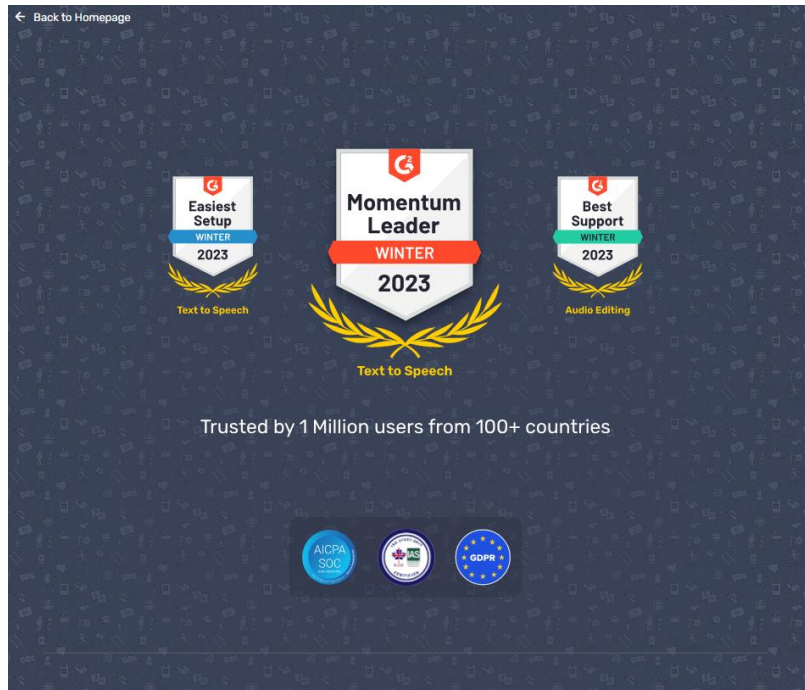 ← Back to Homepage
Easiest
Setup
WINTER
2023
Text to Speech
Momentum
Leader
WINTER
2023
Text to Speech
Best
Support
WINTER
2023
Audio Editing
Trusted by 1 Million users from 100+ countries
AICPA
SOC
IAS
CERTIFIED
GDPR